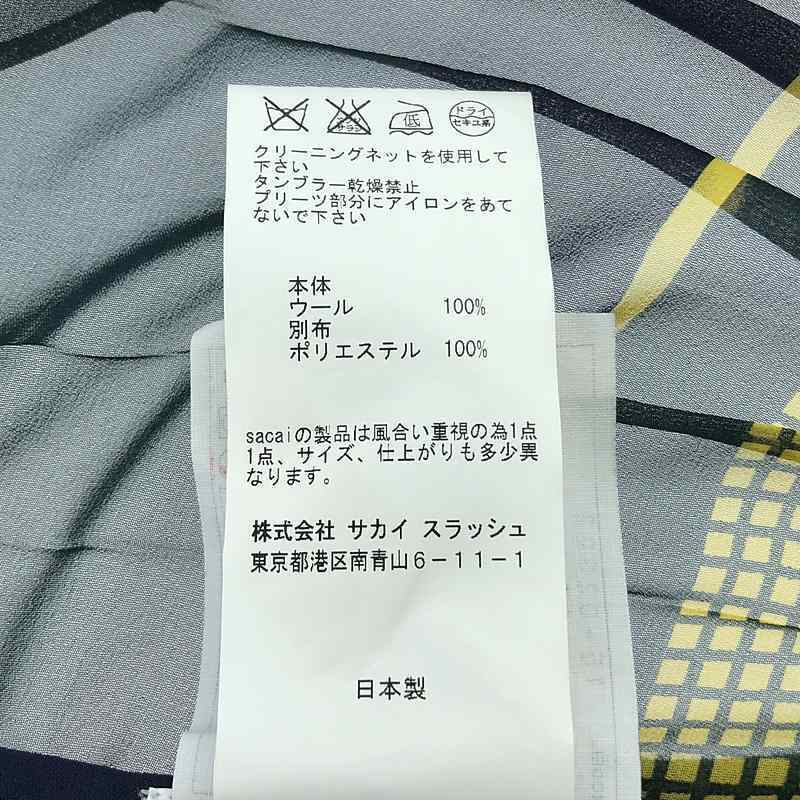 エンソ
サラシ
低
ドライ
セキユ系
クリーニングネットを使用して
下さい
タンブラー乾燥禁止
プリーツ部分にアイロンをあて
ないで下さい
本体
ウール 100%
別布
ポリエステル 100%
sacaiの製品は風合い重視の為1点
1点、サイズ、仕上がりも多少異
なります。
株式会社 サカイ スラッシュ
東京都港区南青山6－11－1
日本製